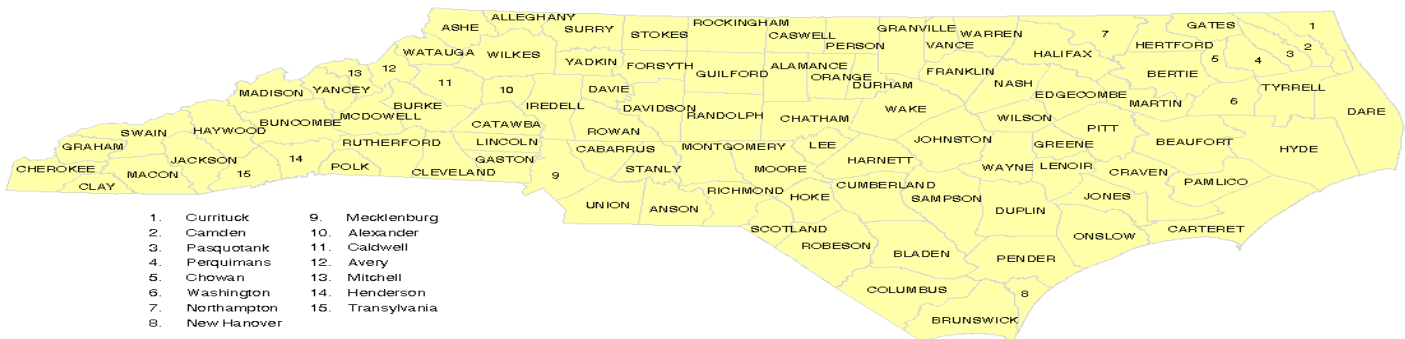 ALLEGHANY
ASHE
SURRY
STOKES
ROCKINGHAM
CASWELL
PERSON
GRANVILLE
VANCE
WARREN
7
HALIFAX
HERTFORD
GATES
1
2
3
4
5
WATAUGA
WILKES
YADKIN
FORSYTH
GUILFORD
ALAMANCE
ORANGE
DURHAM
FRANKLIN
NASH
EDGECOMBE
BERTIE
MARTIN
6
TYRRELL
DARE
MADISON
YANCEY
13
12
11
10
BURKE
MCDOWELL
IREDELL
DAVIE
DAVIDSON
RANDOLPH
CHATHAM
WAKE
WILSON
PITT
BEAUFORT
HYDE
SWAIN
HAYWOOD
BUNCOMBE
RUTHERFORD
CATAWBA
LINCOLN
GASTON
ROWAN
CABARRUS
STANLY
MONTGOMERY
MOORE
LEE
HARNETT
JOHNSTON
WAYNE
GREENE
LENOIR
CRAVEN
PAMLICO
GRAHAM
CHEROKEE
CLAY
MACON
JACKSON
15
14
POLK
CLEVELAND
9
UNION
ANSON
RICHMOND
HOKE
CUMBERLAND
SAMPSON
DUPLIN
JONES
ONSLOW
CARTERET
SCOTLAND
ROBESON
BLADEN
PENDER
COLUMBUS
8
BRUNSWICK
1. Currituck
2. Camden
3. Pasquotank
4. Perquimans
5. Chowan
6. Washington
7. Northampton
8. New Hanover
9. Mecklenburg
10. Alexander
11. Caldwell
12. Avery
13. Mitchell
14. Henderson
15. Transylvania